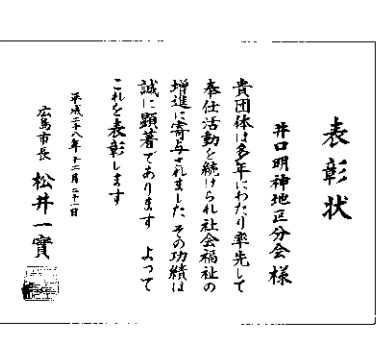 表彰状
井口明神地区分会 様
貴団体は多年にわたり率先して
奉仕活動を続けられ社会福祉の
増進に寄与されました その功績は
誠に顕著であります よって
これを表彰します
平成二十八年十二月二十一日
広島市長 松井一實